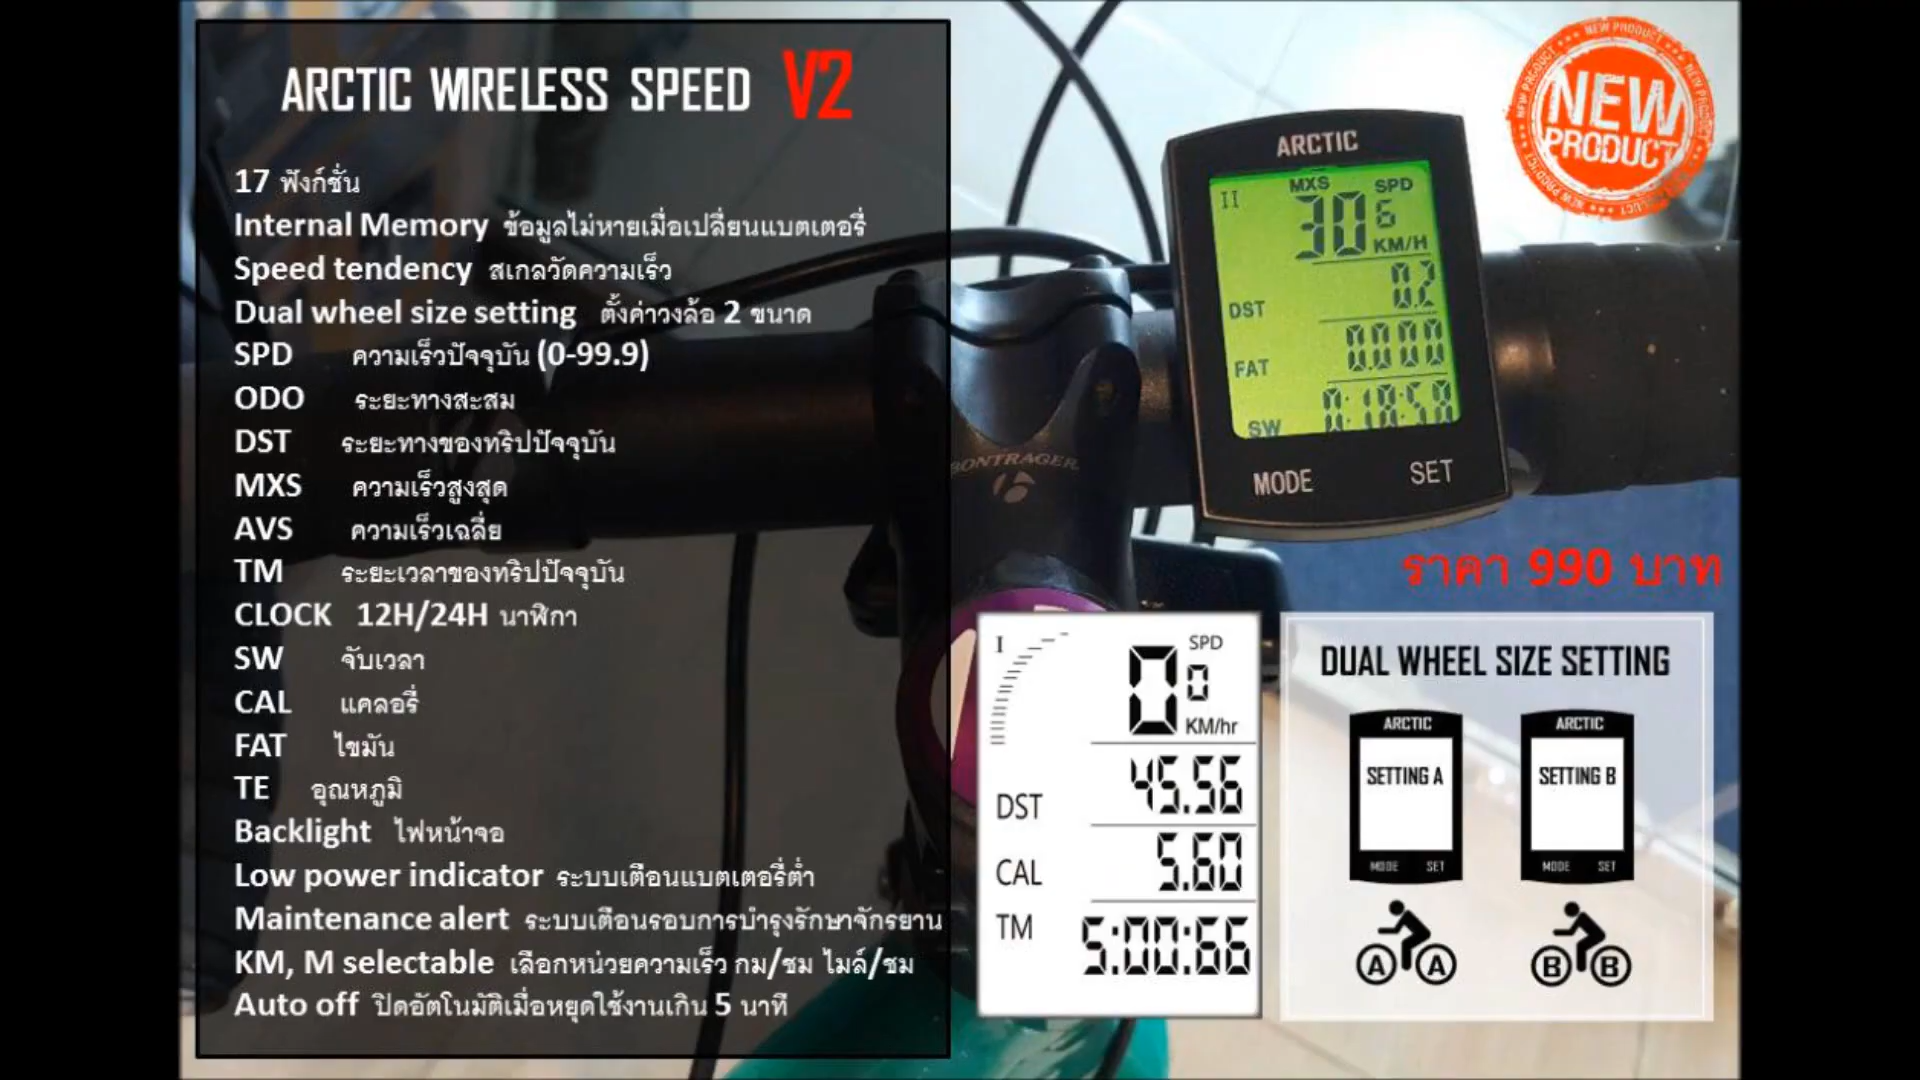 ARCTIC WIRELESS SPEED V2
17 ฟังก์ชั่น
Internal Memory ข้อมูลไม่หายเมื่อเปลี่ยนแบตเตอรี่
Speed tendency สเกลวัดความเร็ว
Dual wheel size setting ตั้งค่าวงล้อ 2 ขนาด
SPD ความเร็วปัจจุบัน (0-99.9)
ODO ระยะทางสะสม
DST ระยะทางของทริปปัจจุบัน
MXS ความเร็วสูงสุด
AVS ความเร็วเฉลี่ย
TM ระยะเวลาของทริปปัจจุบัน
CLOCK 12H/24H นาฬิกา
SW จับเวลา
CAL แคลอรี่
FAT ไขมัน
TE อุณหภูมิ
Backlight ไฟหน้าจอ
Low power indicator ระบบเตือนแบตเตอรี่ต่ำ
Maintenance alert ระบบเตือนรอบการบำรุงรักษาจักรยาน
KM, M selectable เลือกหน่วยความเร็ว กม/ชม ไมล์/ชม
Auto off ปิดอัตโนมัติเมื่อหยุดใช้งานเกิน 5 นาที
NEW PRODUCT
NEW
PRODUCT
ARCTIC
II MXS SPD
30 6
KM/H
DST 0.2
FAT 0.000
SW 0:18:58
MODE SET
BONTRAGER
ราคา 990 บาท
I SPD
0 0
KM/hr
DST 45.56
CAL 5.60
TM 5:00:66
DUAL WHEEL SIZE SETTING
ARCTIC ARCTIC
SETTING A SETTING B
MODE SET MODE SET
A A B B